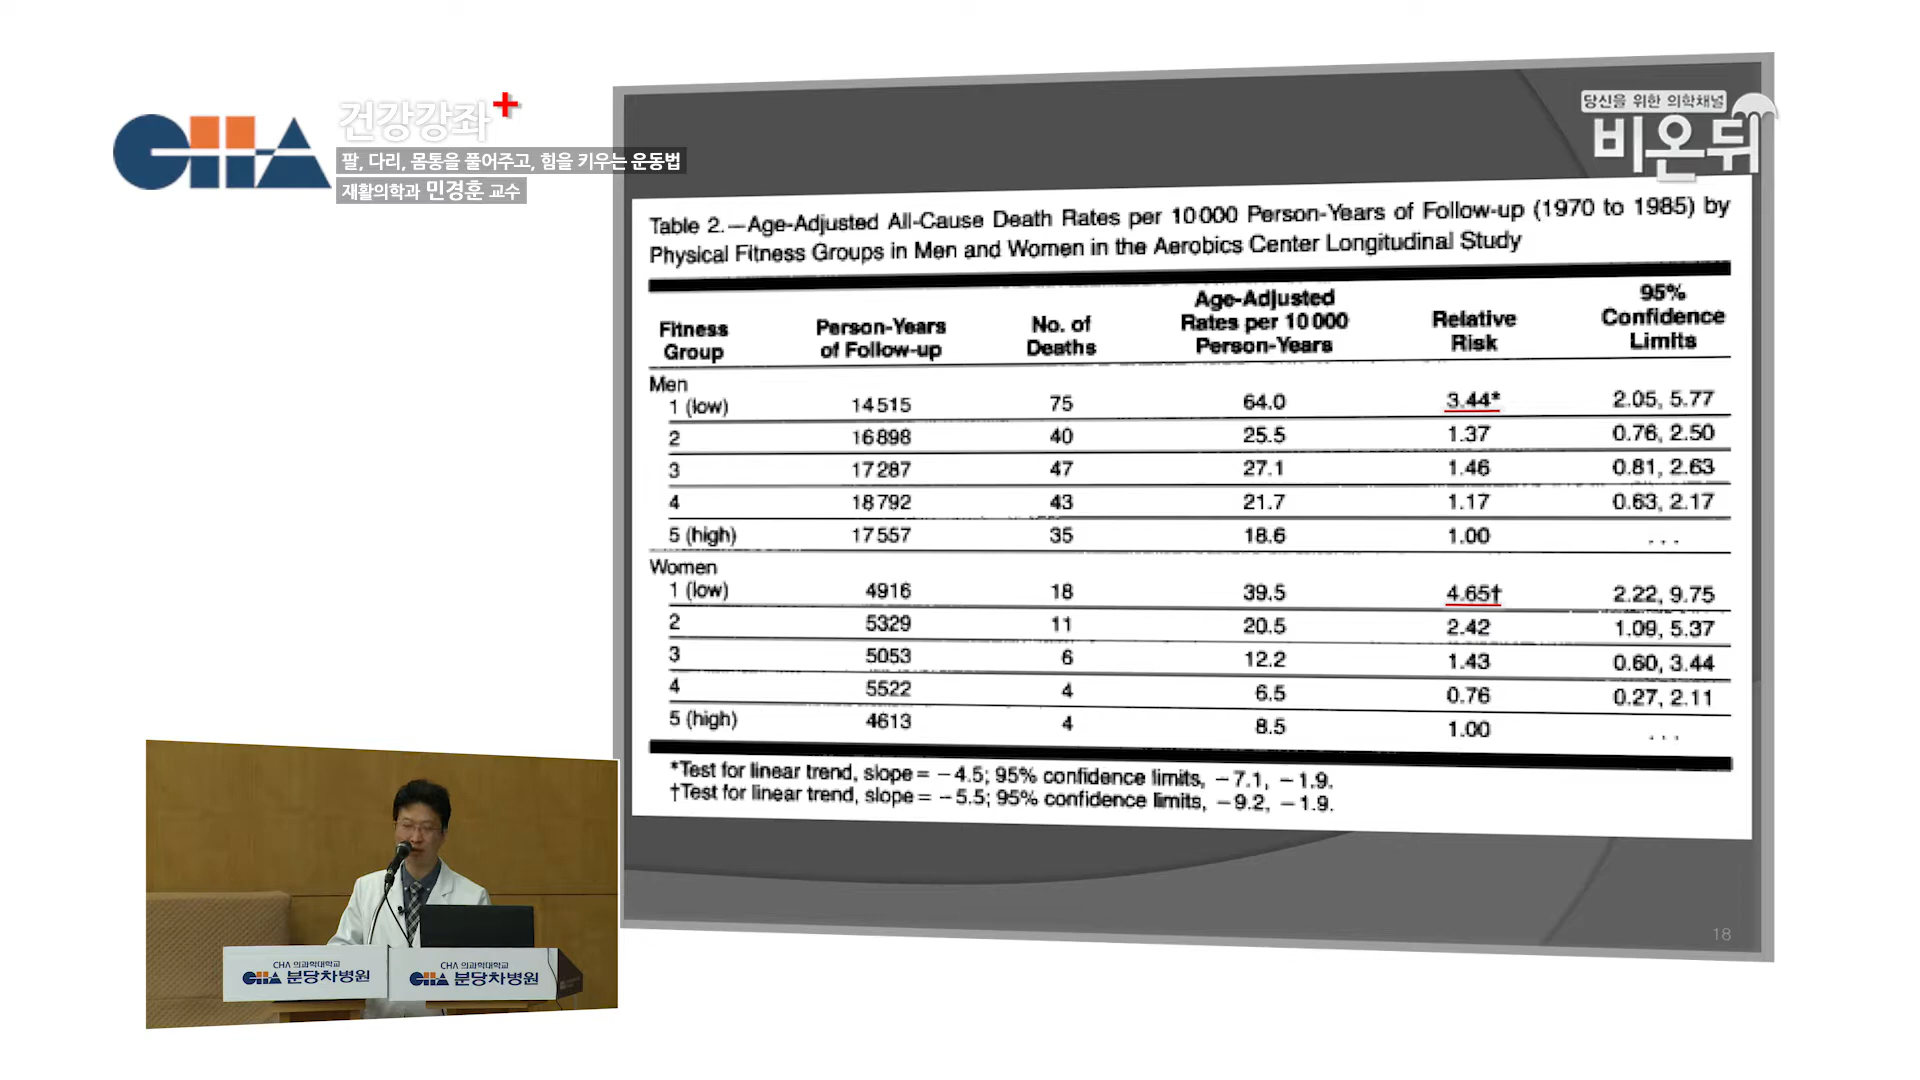 CHA
건강강좌+
팔, 다리, 몸통을 풀어주고, 힘을 키우는 운동법
재활의학과 민경훈 교수
당신을 위한 의학채널
비온뒤
Table 2.—Age-Adjusted All-Cause Death Rates per 10 000 Person-Years of Follow-up (1970 to 1985) by
Physical Fitness Groups in Men and Women in the Aerobics Center Longitudinal Study
Fitness Group Person-Years of Follow-up No. of Deaths Age-Adjusted Rates per 10 000 Person-Years Relative Risk 95% Confidence Limits
Men
1 (low) 14 515 75 64.0 3.44* 2.05, 5.77
2 16 898 40 25.5 1.37 0.76, 2.50
3 17 287 47 27.1 1.46 0.81, 2.63
4 18 792 43 21.7 1.17 0.63, 2.17
5 (high) 17 557 35 18.6 1.00 . . .
Women
1 (low) 4916 18 39.5 4.65† 2.22, 9.75
2 5329 11 20.5 2.42 1.09, 5.37
3 5053 6 12.2 1.43 0.60, 3.44
4 5522 4 6.5 0.76 0.27, 2.11
5 (high) 4613 4 8.5 1.00 . . .
*Test for linear trend, slope = −4.5; 95% confidence limits, −7.1, −1.9.
†Test for linear trend, slope = −5.5; 95% confidence limits, −9.2, −1.9.
18
CHA 의과학대학교
CHA 분당차병원
CHA 의과학대학교
CHA 분당차병원